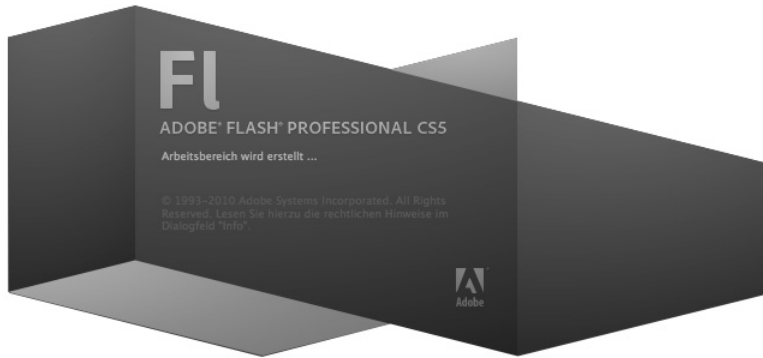 Fl
ADOBE® FLASH® PROFESSIONAL CS5
Arbeitsbereich wird erstellt ...
© 1993–2010 Adobe Systems Incorporated. All Rights
Reserved. Lesen Sie hierzu die rechtlichen Hinweise im
Dialogfeld "Info".
Adobe